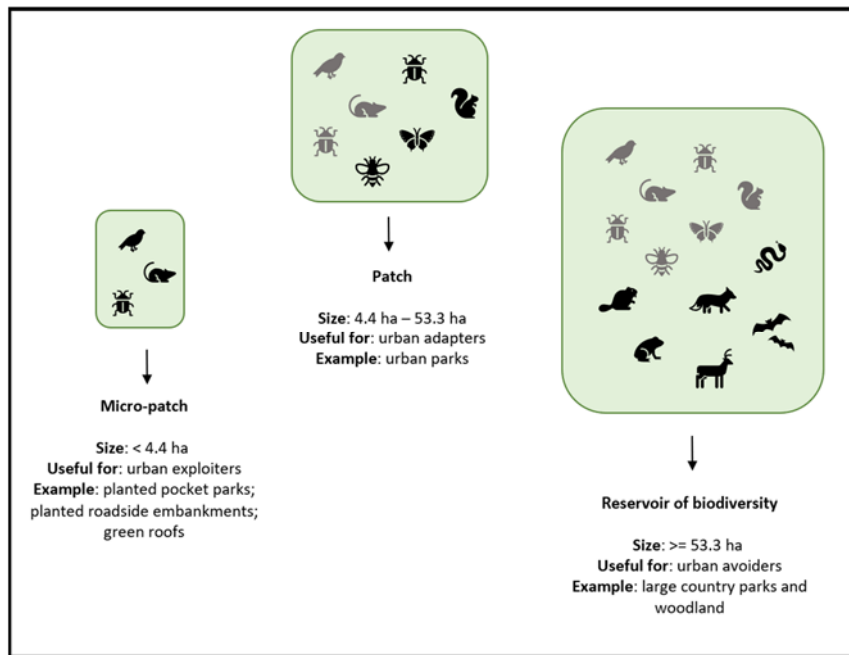 Micro-patch
Size: < 4.4 ha
Useful for: urban exploiters
Example: planted pocket parks;
planted roadside embankments;
green roofs
Patch
Size: 4.4 ha – 53.3 ha
Useful for: urban adapters
Example: urban parks
Reservoir of biodiversity
Size: >= 53.3 ha
Useful for: urban avoiders
Example: large country parks and
woodland